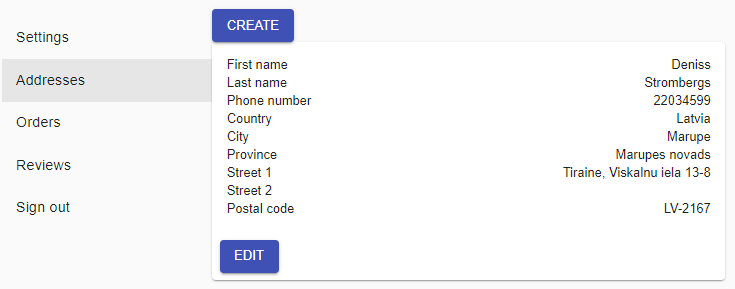 Settings
Addresses
Orders
Reviews
Sign out
CREATE
First name Deniss
Last name Strombergs
Phone number 22034599
Country Latvia
City Marupe
Province Marupes novads
Street 1 Tiraine, Viskalnu iela 13-8
Street 2
Postal code LV-2167
EDIT